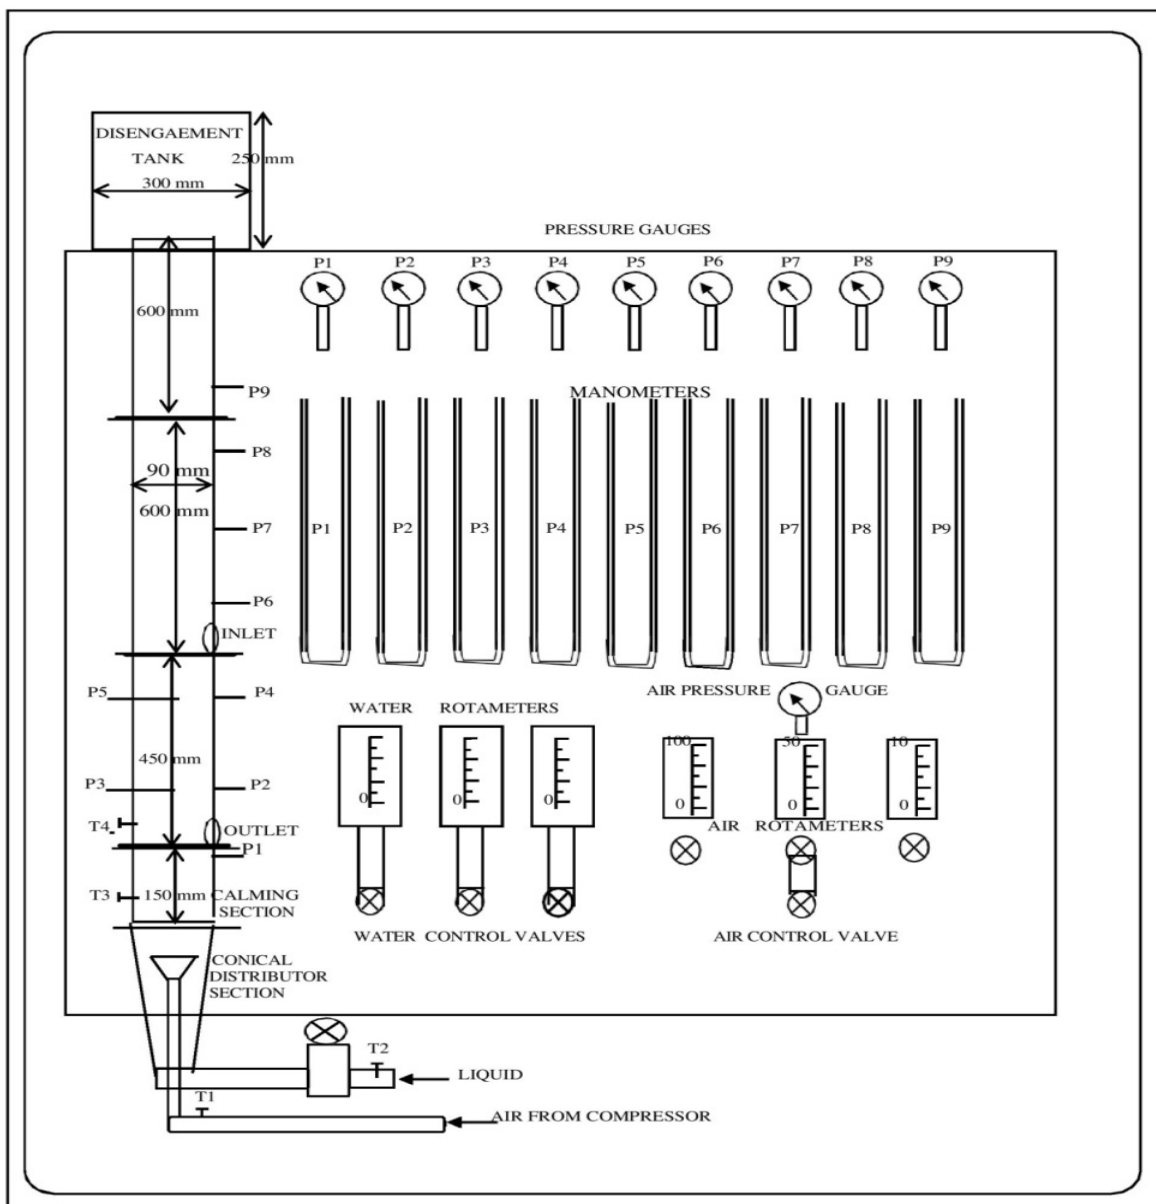 DISENGAEMENT
TANK
250 mm
300 mm
PRESSURE GAUGES
P1 P2 P3 P4 P5 P6 P7 P8 P9
600 mm
MANOMETERS
P9
P8
90 mm
600 mm
P7
P1 P2 P3 P4 P5 P6 P7 P8 P9
P6
INLET
P5
P4
AIR PRESSURE GAUGE
WATER ROTAMETERS
100 50 10
450 mm
P3
P2
0 0 0
0 0 0
T4
OUTLET
AIR ROTAMETERS
P1
T3
150 mm CALMING
SECTION
WATER CONTROL VALVES
AIR CONTROL VALVE
CONICAL
DISTRIBUTOR
SECTION
T2
LIQUID
T1
AIR FROM COMPRESSOR